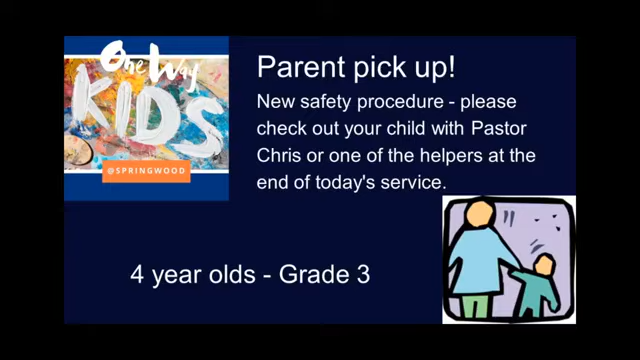 One Way
KIDS
@SPRINGWOOD
Parent pick up!
New safety procedure - please
check out your child with Pastor
Chris or one of the helpers at the
end of today's service.
4 year olds - Grade 3